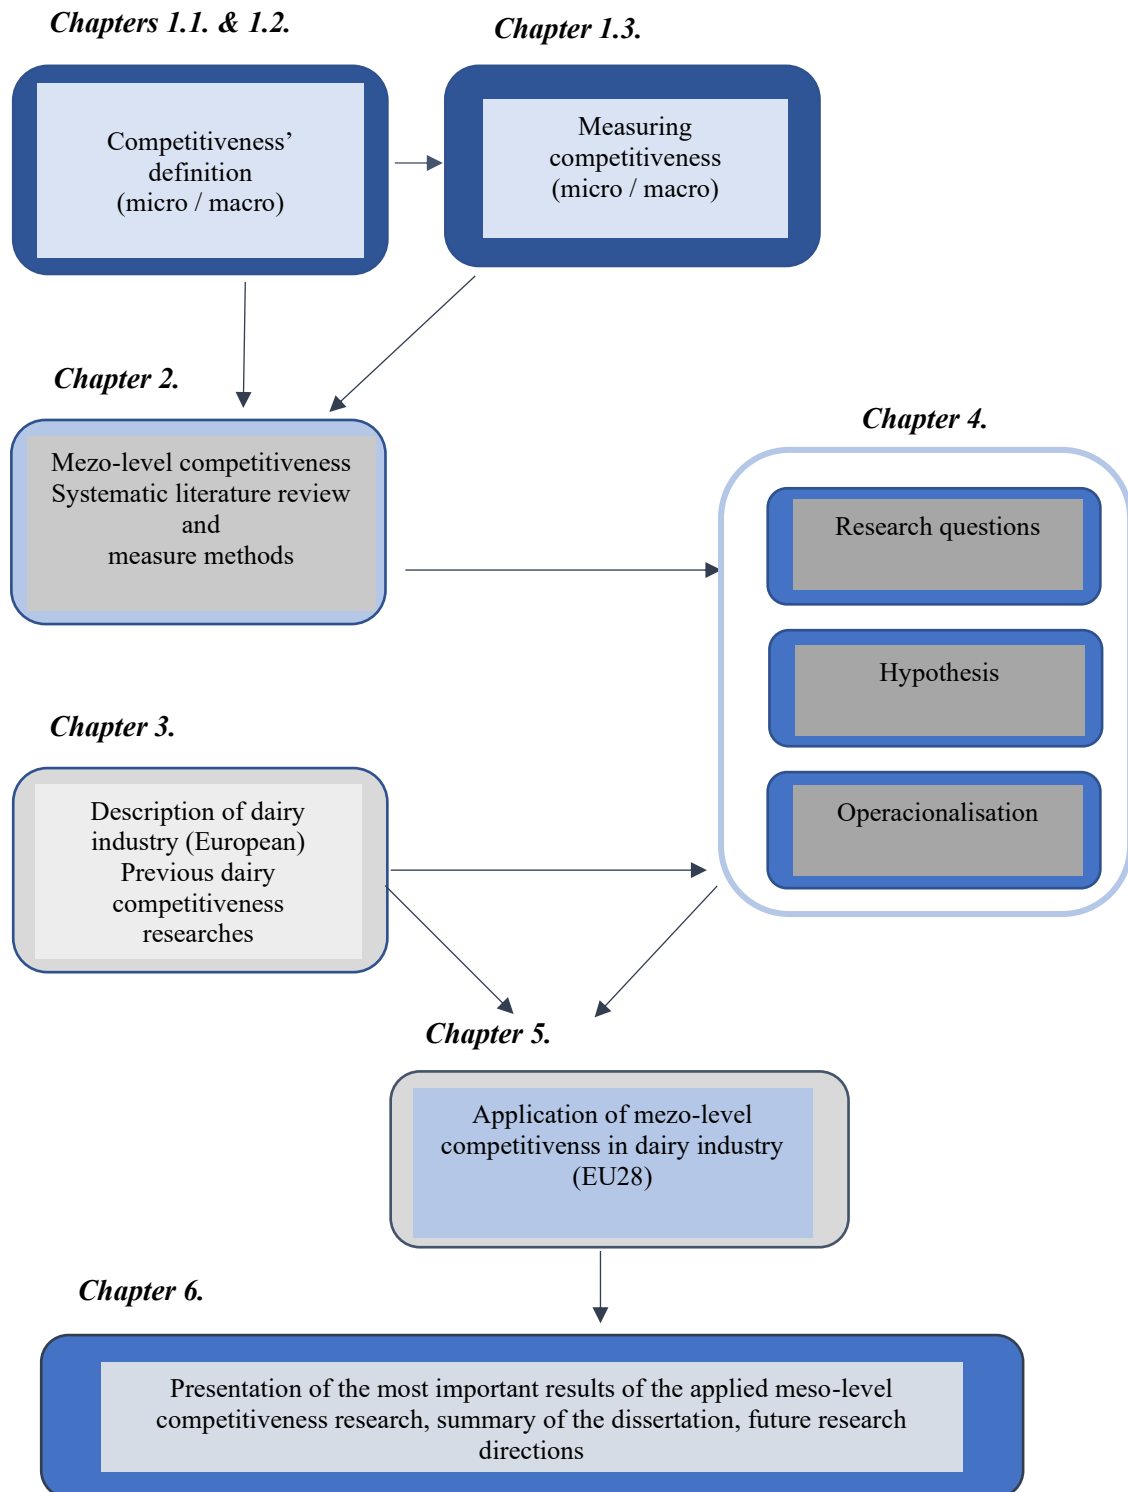 Chapters 1.1. & 1.2.
Chapter 1.3.
Competitiveness’
definition
(micro / macro)
Measuring
competitiveness
(micro / macro)
Chapter 2.
Mezo-level competitiveness
Systematic literature review
and
measure methods
Chapter 4.
Research questions
Hypothesis
Operacionalisation
Chapter 3.
Description of dairy
industry (European)
Previous dairy
competitiveness
researches
Chapter 5.
Application of mezo-level
competitivenss in dairy industry
(EU28)
Chapter 6.
Presentation of the most important results of the applied meso-level
competitiveness research, summary of the dissertation, future research
directions